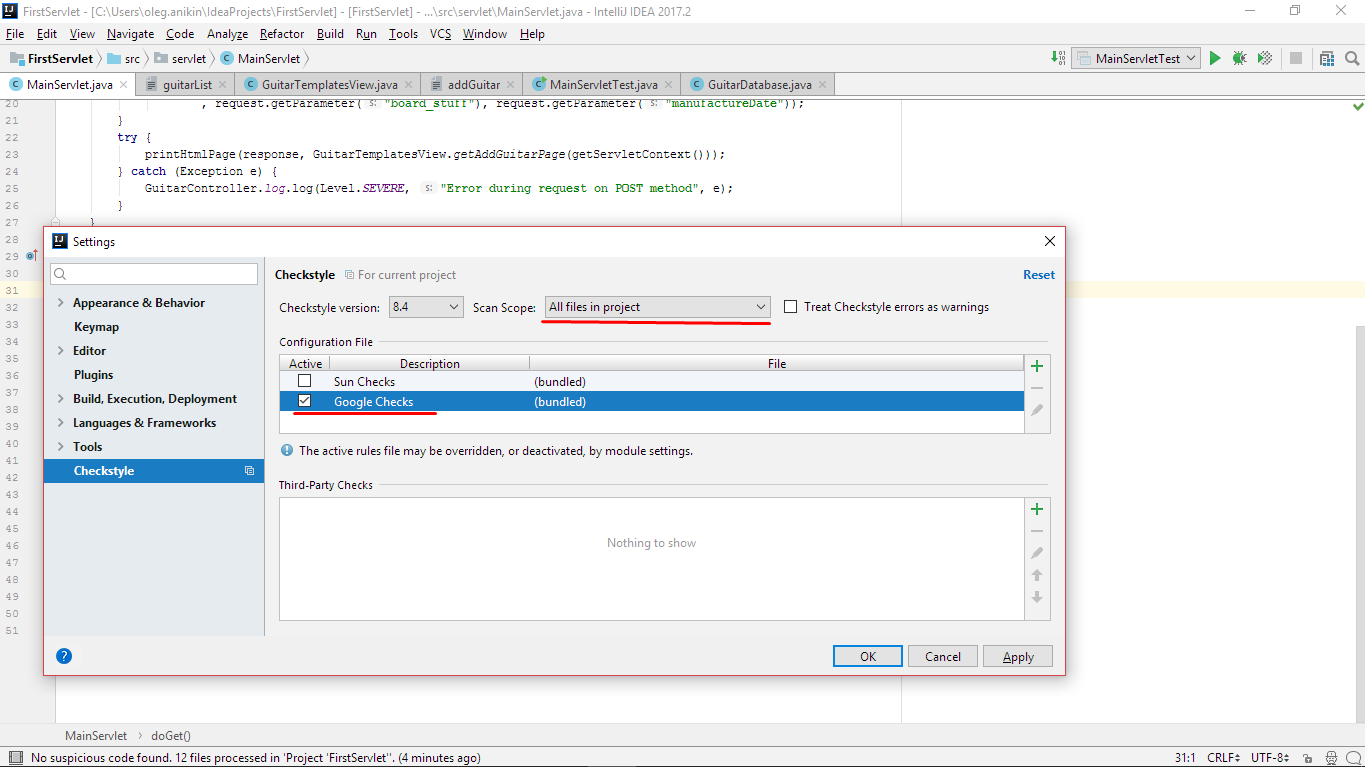 FirstServlet - [C:\Users\oleg.anikin\IdeaProjects\FirstServlet] - [FirstServlet] - ...\src\servlet\MainServlet.java - IntelliJ IDEA 2017.2
File Edit View Navigate Code Analyze Refactor Build Run Tools VCS Window Help
FirstServlet src servlet MainServlet MainServletTest
MainServlet.java guitarList GuitarTemplatesView.java addGuitar MainServletTest.java GuitarDatabase.java
20 , request.getParameter( s: "board_stuff"), request.getParameter( s: "manufactureDate"));
21 }
22 try {
23 printHtmlPage(response, GuitarTemplatesView.getAddGuitarPage(getServletContext()));
24 } catch (Exception e) {
25 GuitarController.log.log(Level.SEVERE, s: "Error during request on POST method", e);
26 }
27 }
28
29
30
31
32
33
34
35
36
37
38
39
40
41
42
43
44
45
46
47
48
49
50
51
Settings
Appearance & Behavior
Keymap
Editor
Plugins
Build, Execution, Deployment
Languages & Frameworks
Tools
Checkstyle
Checkstyle For current project Reset
Checkstyle version: 8.4 Scan Scope: All files in project Treat Checkstyle errors as warnings
Configuration File
Active Description File
Sun Checks (bundled)
Google Checks (bundled)
The active rules file may be overridden, or deactivated, by module settings.
Third-Party Checks
Nothing to show
OK Cancel Apply
MainServlet doGet()
No suspicious code found. 12 files processed in 'Project 'FirstServlet''. (4 minutes ago) 31:1 CRLF UTF-8